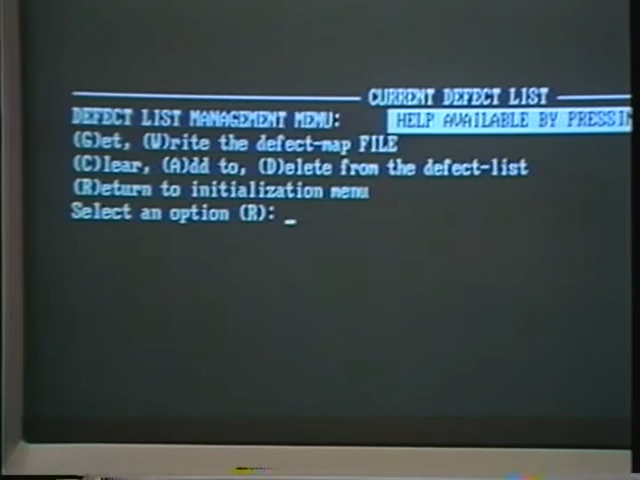 CURRENT DEFECT LIST
DEFECT LIST MANAGEMENT MENU: HELP AVAILABLE BY PRESSIN
(G)et, (W)rite the defect-map FILE
(C)lear, (A)dd to, (D)elete from the defect-list
(R)eturn to initialization menu
Select an option (R): _